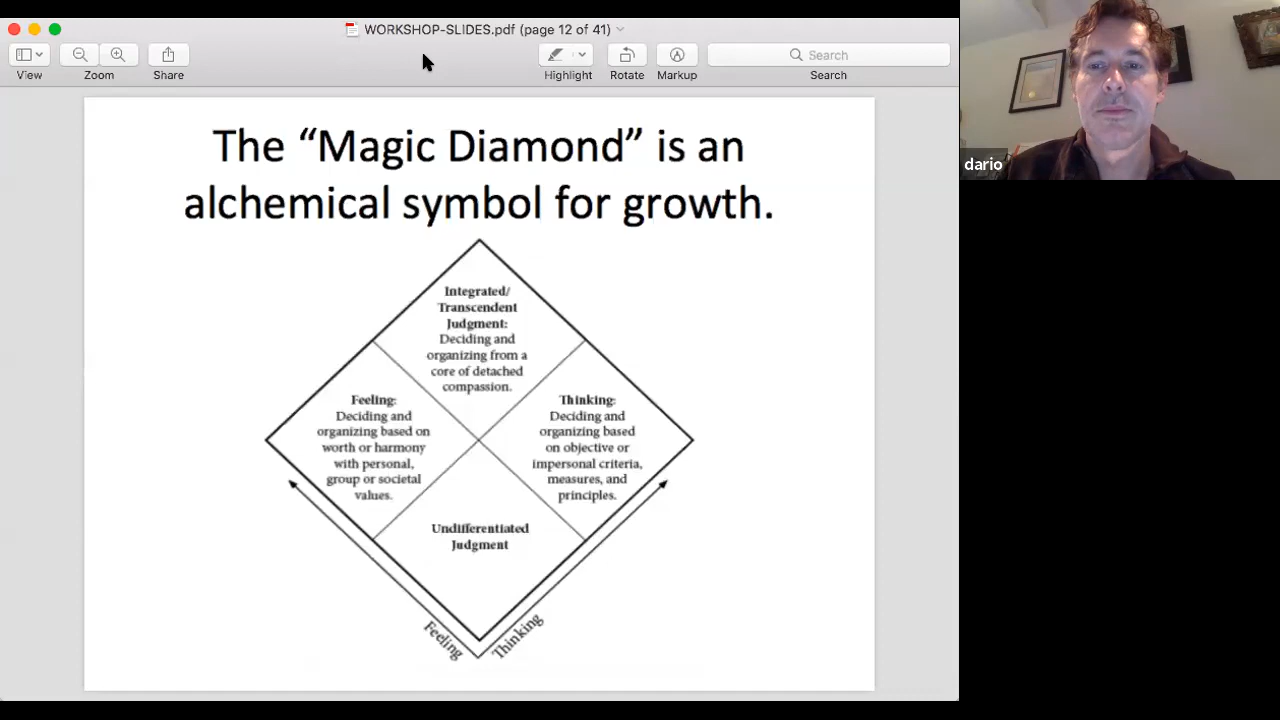 WORKSHOP-SLIDES.pdf (page 12 of 41)
View
Zoom
Share
Highlight
Rotate
Markup
Search
Search
dario
The “Magic Diamond” is an
alchemical symbol for growth.
Integrated/
Transcendent
Judgment:
Deciding and
organizing from a
core of detached
compassion.
Feeling:
Deciding and
organizing based on
worth or harmony
with personal,
group or societal
values.
Thinking:
Deciding and
organizing based
on objective or
impersonal criteria,
measures, and
principles.
Undifferentiated
Judgment
Feeling
Thinking